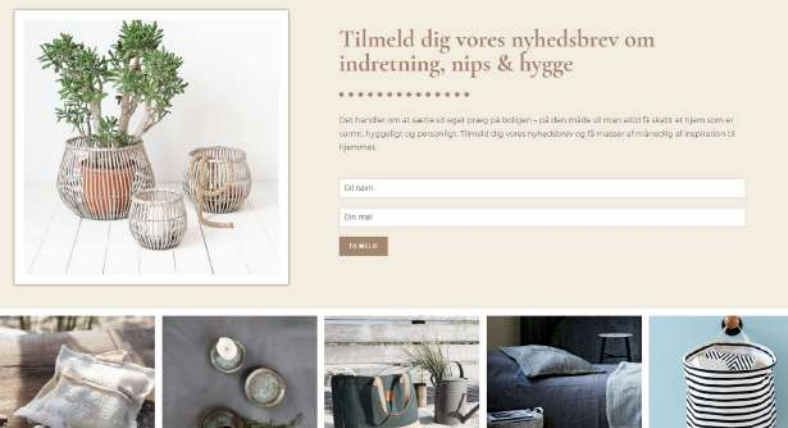 Tilmeld dig vores nyhedsbrev om
indretning, nips & hygge
Det handler om at sætte sit eget præg på boligen – på den måde vil man altid få skabt et hjem som er
varmt, hyggeligt og personligt. Tilmeld dig vores nyhedsbrev og få masser af månedlig af inspiration til
hjemmet.
Dit navn
Din mail
TILMELD